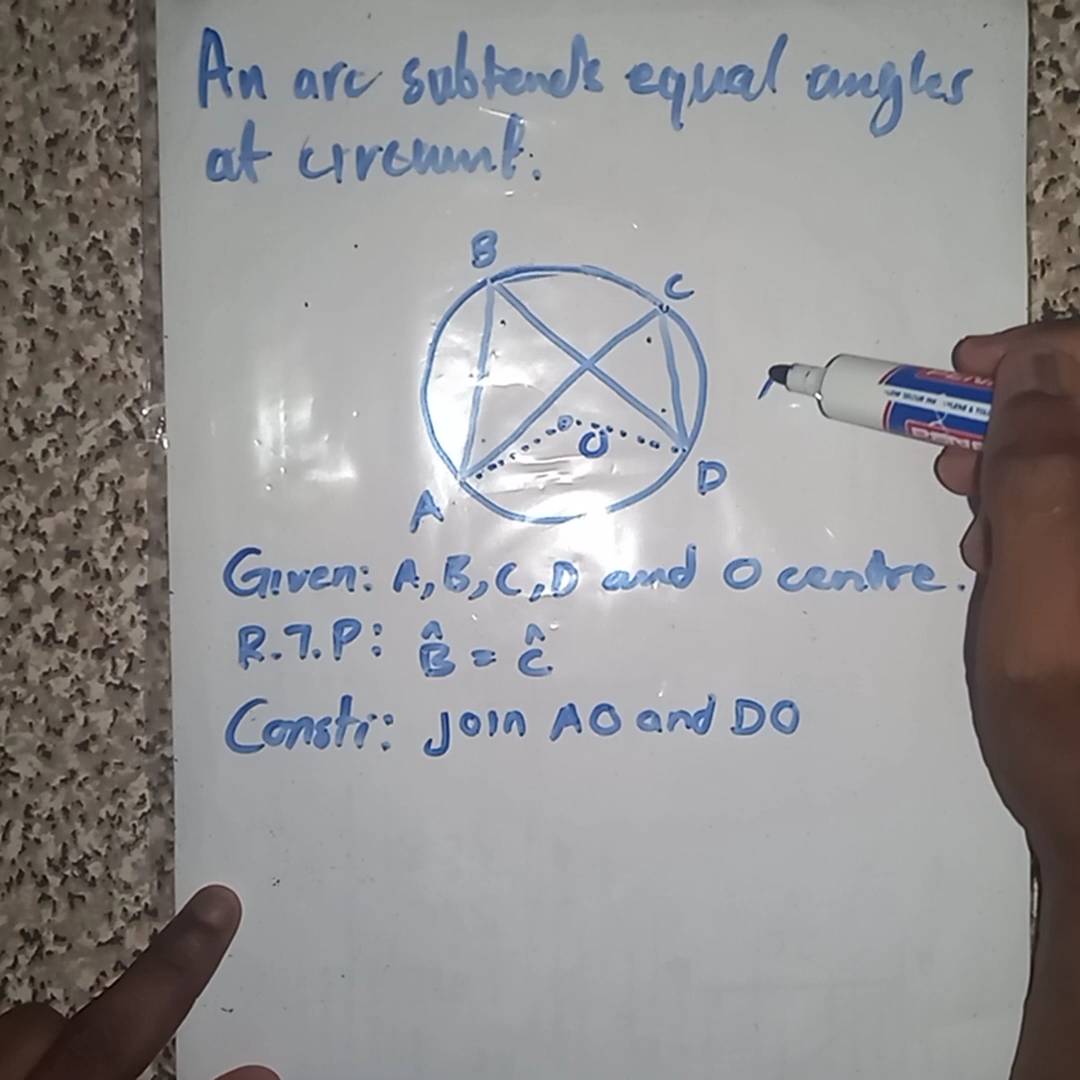 An arc subtends equal angles
at circumf.
B
C
O
D
A
Given: A,B,C,D and O centre.
R.T.P: B̂ = Ĉ
Constr: join AO and DO